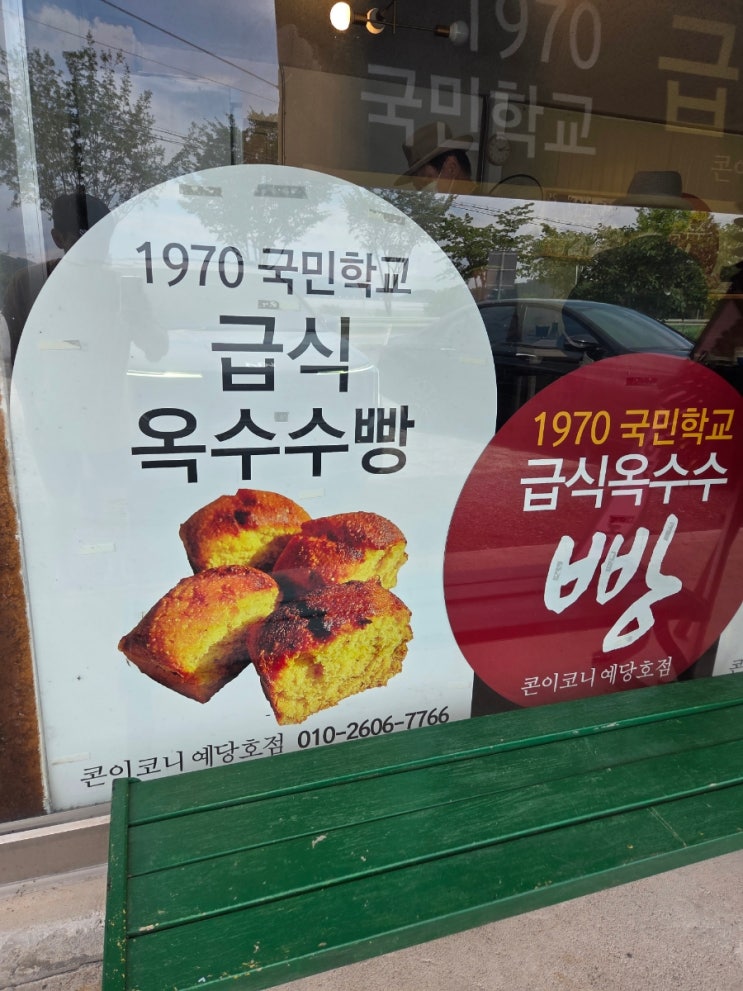 1970
국민학교
급
1970 국민학교
급식
옥수수빵
콘이코니 예당호점 010-2606-7766
1970 국민학교
급식옥수수
빵
콘이코니 예당호점